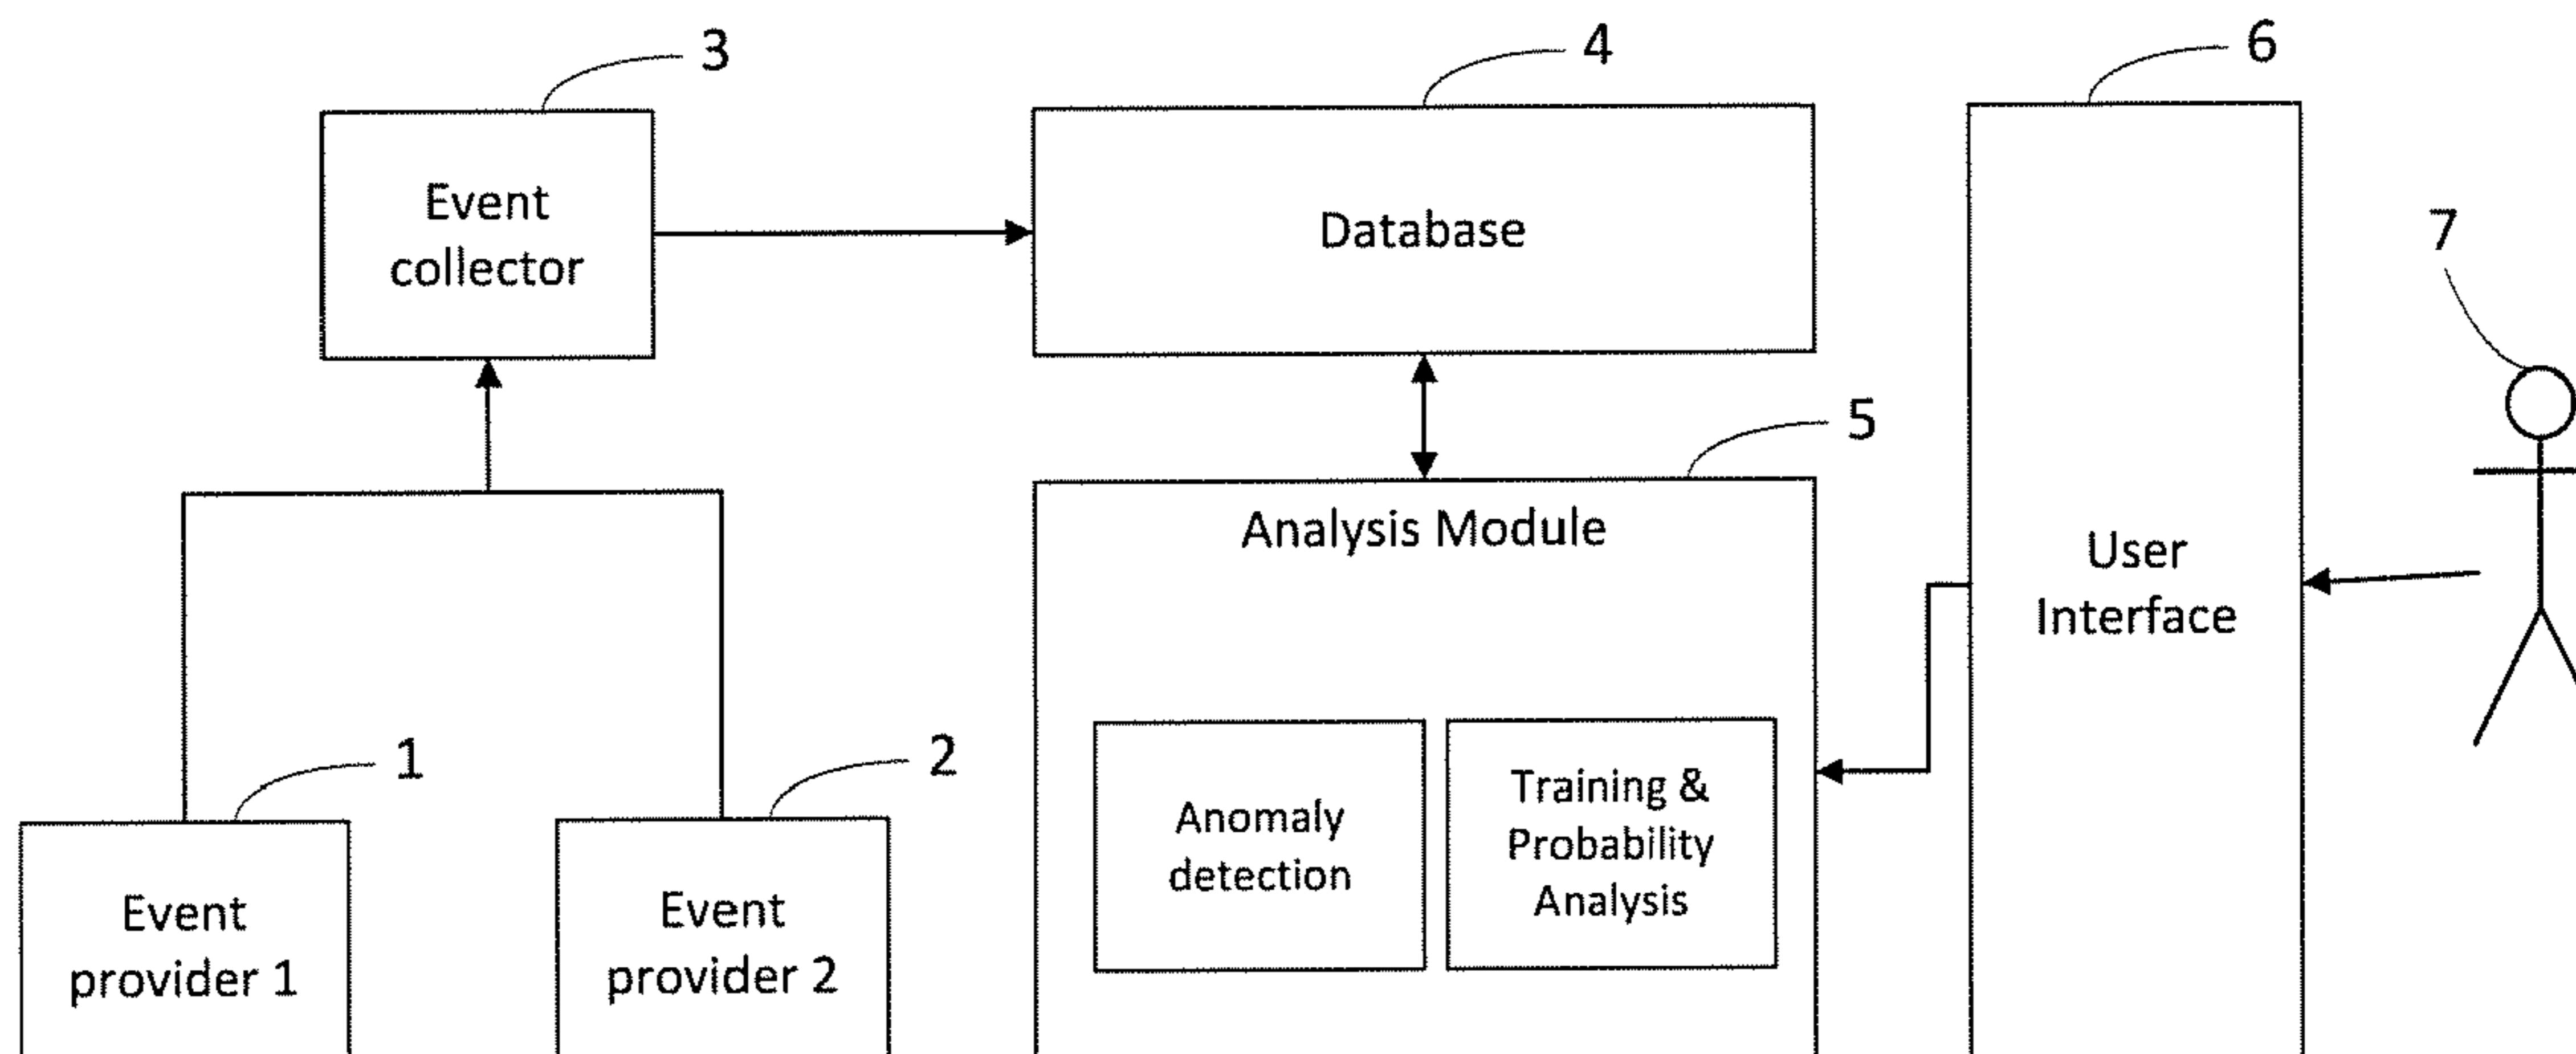 3
4
6
Event
collector
Database
7
5
Analysis Module
User
Interface
1
2
Anomaly
detection
Training &
Probability
Analysis
Event
provider 1
Event
provider 2